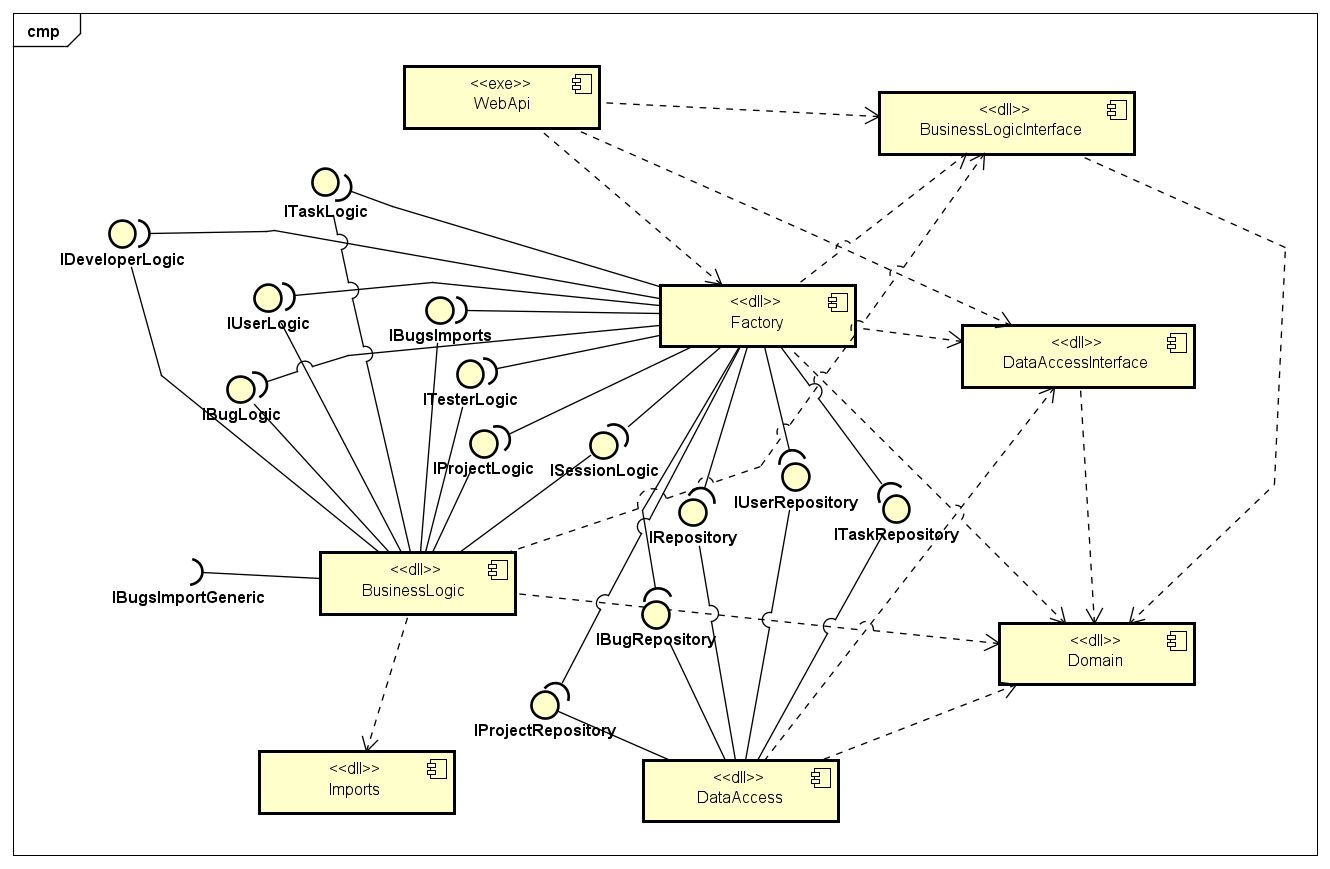 cmp
<<exe>>
WebApi
<<dll>>
BusinessLogicInterface
ITaskLogic
IDeveloperLogic
IUserLogic
IBugsImports
<<dll>>
Factory
<<dll>>
DataAccessInterface
IBugLogic
ITesterLogic
IProjectLogic
ISessionLogic
IUserRepository
IRepository
ITaskRepository
<<dll>>
BusinessLogic
IBugsImportGeneric
IBugRepository
<<dll>>
Domain
IProjectRepository
<<dll>>
Imports
<<dll>>
DataAccess